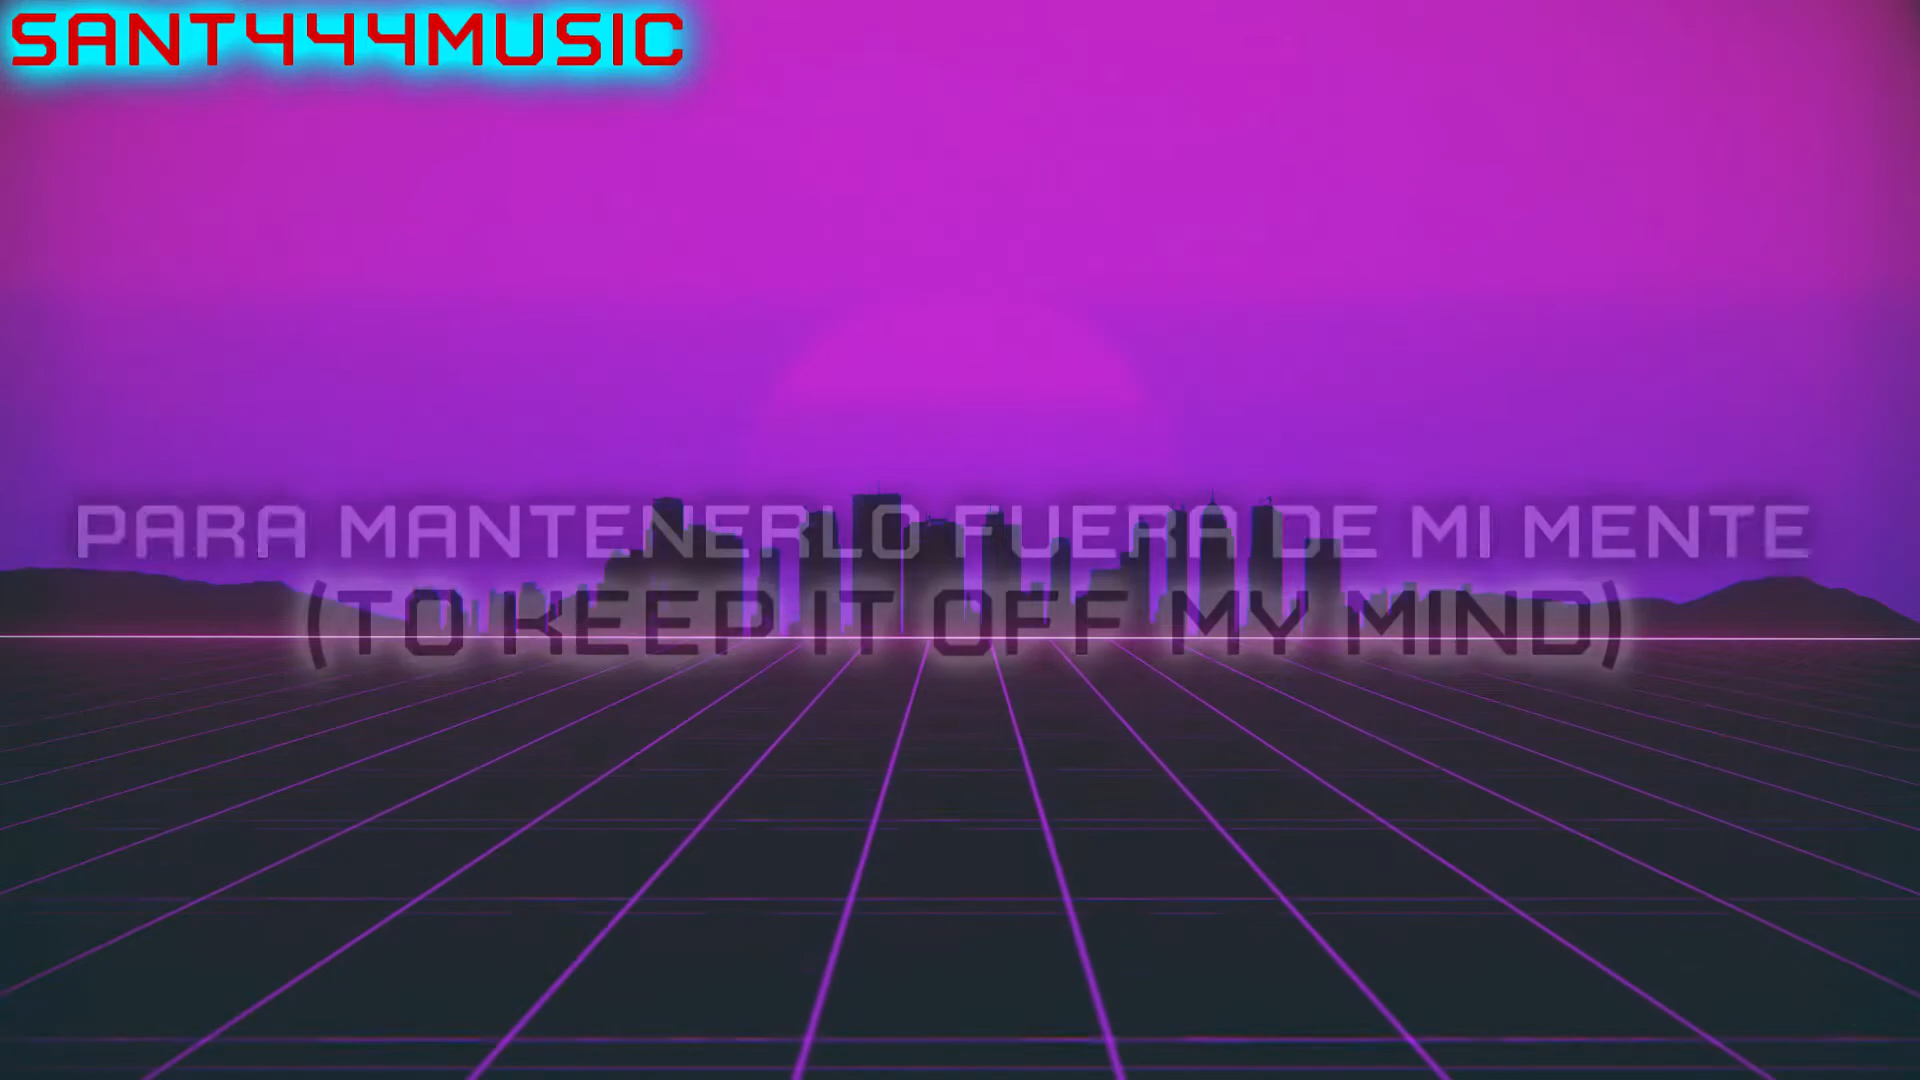 SANT444MUSIC
PARA MANTENERLO FUERA DE MI MENTE
(TO KEEP IT OFF MY MIND)